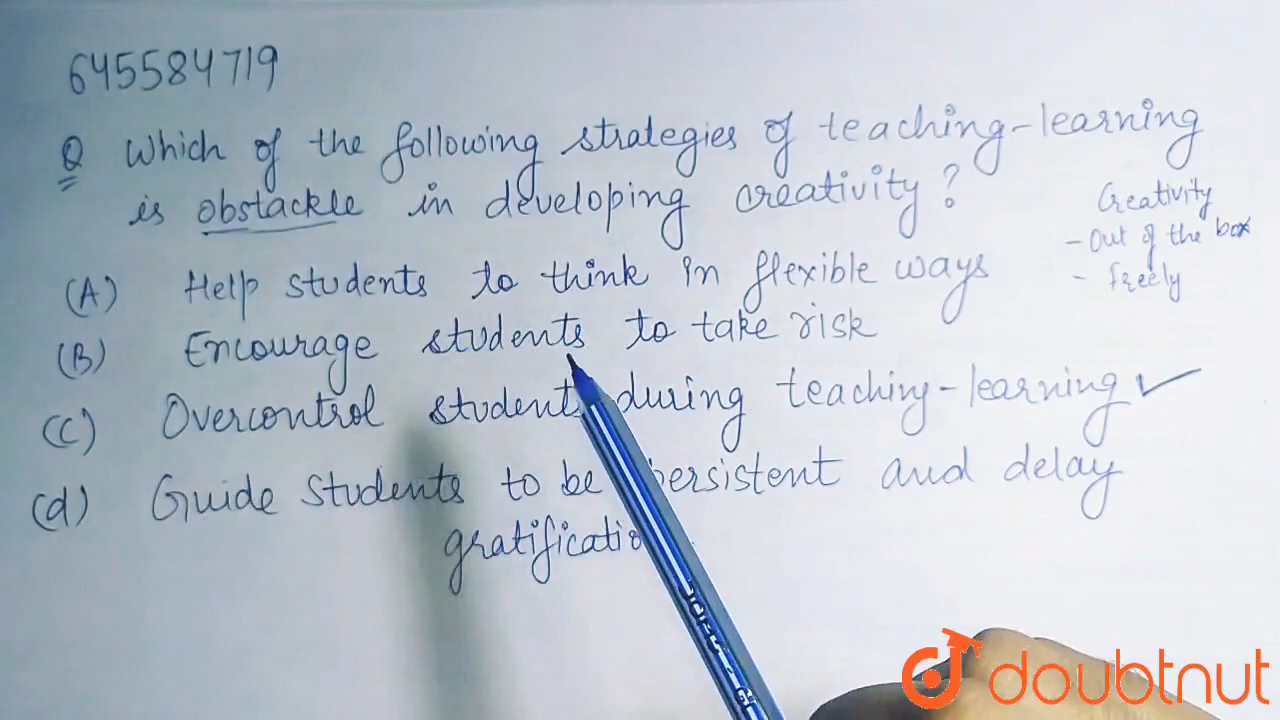 645584719
Q Which of the following strategies of teaching-learning
is obstackle in developing creativity?
Creativity
- Out of the box
- freely
(A) Help students to think in flexible ways
(B) Encourage students to take risk
(C) Overcontrol students during teaching-learning ✓
(d) Guide students to be persistent and delay
gratification
doubtnut